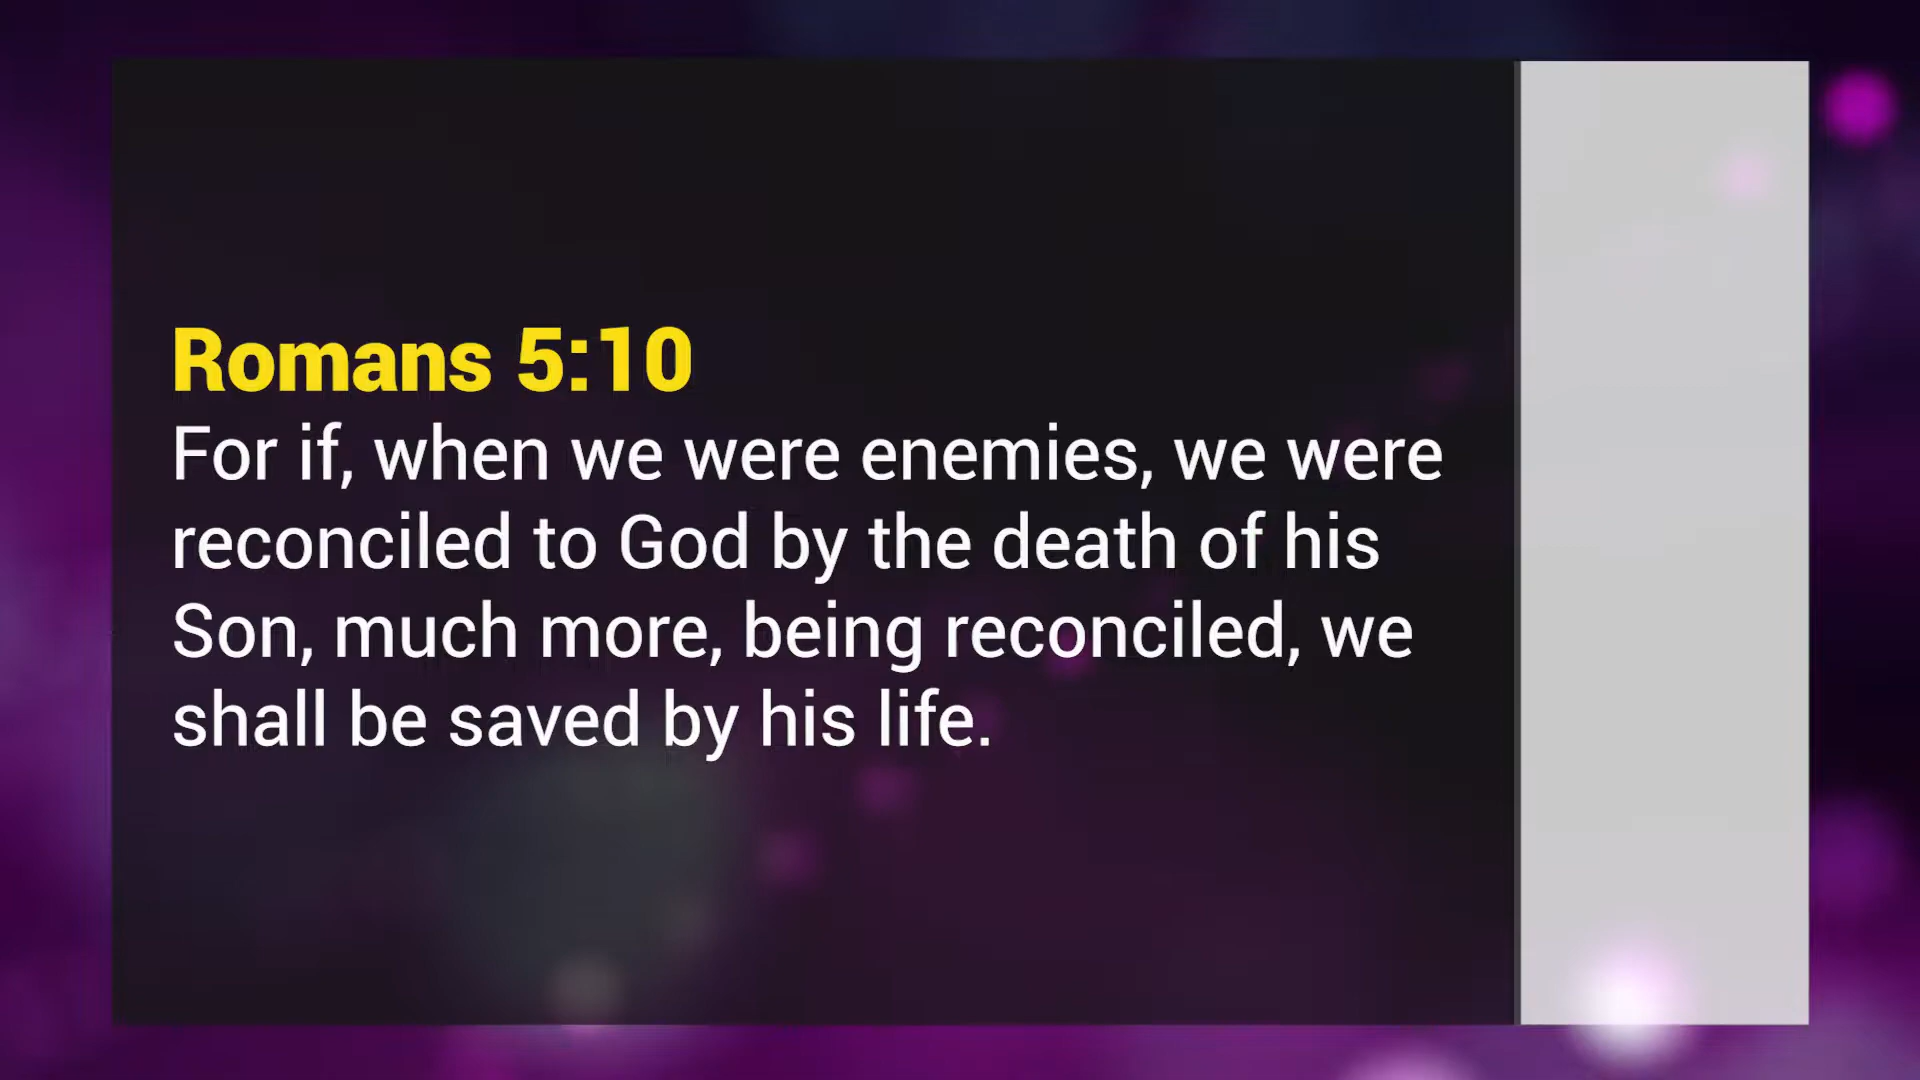 Romans 5:10
For if, when we were enemies, we were
reconciled to God by the death of his
Son, much more, being reconciled, we
shall be saved by his life.